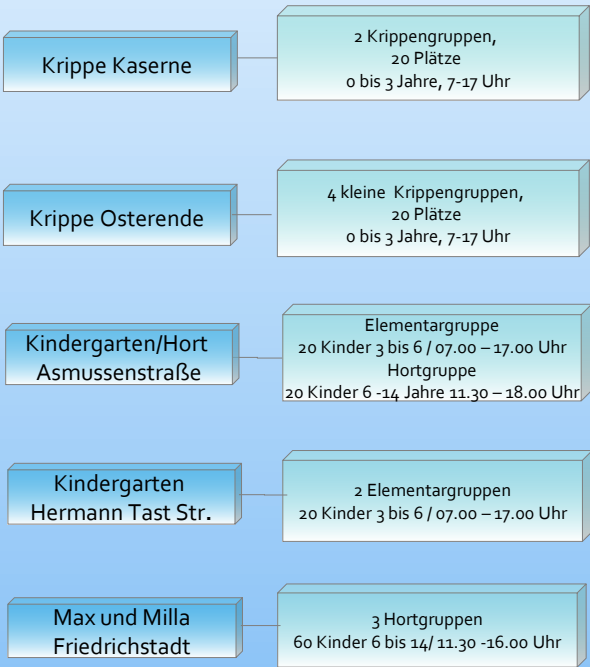 Krippe Kaserne
2 Krippengruppen,
20 Plätze
0 bis 3 Jahre, 7-17 Uhr
Krippe Osterende
4 kleine Krippengruppen,
20 Plätze
0 bis 3 Jahre, 7-17 Uhr
Kindergarten/Hort
Asmussenstraße
Elementargruppe
20 Kinder 3 bis 6 / 07.00 – 17.00 Uhr
Hortgruppe
20 Kinder 6 -14 Jahre 11.30 – 18.00 Uhr
Kindergarten
Hermann Tast Str.
2 Elementargruppen
20 Kinder 3 bis 6 / 07.00 – 17.00 Uhr
Max und Milla
Friedrichstadt
3 Hortgruppen
60 Kinder 6 bis 14/ 11.30 -16.00 Uhr